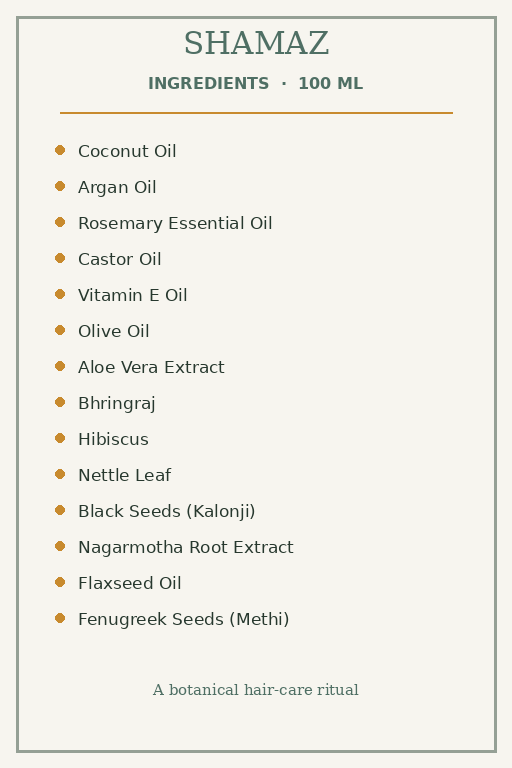 SHAMAZ
INGREDIENTS · 100 ML
Coconut Oil
Argan Oil
Rosemary Essential Oil
Castor Oil
Vitamin E Oil
Olive Oil
Aloe Vera Extract
Bhringraj
Hibiscus
Nettle Leaf
Black Seeds (Kalonji)
Nagarmotha Root Extract
Flaxseed Oil
Fenugreek Seeds (Methi)
A botanical hair-care ritual